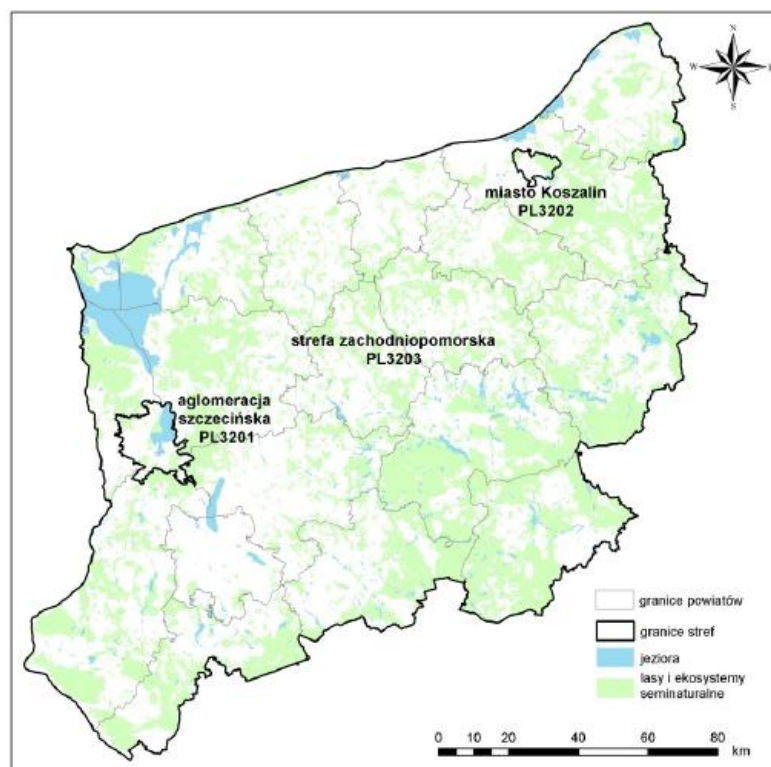 N
W E
S
miasto Koszalin
PL3202
strefa zachodniopomorska
PL3203
aglomeracja
szczecińska
PL3201
granice powiatów
granice stref
jeziora
lasy i ekosystemy
seminaturalne
0 10 20 40 60 80
km